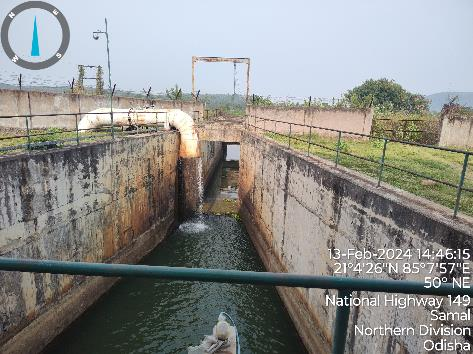 13-Feb-2024 14:46:15
21°4'26"N 85°7'57"E
50° NE
National Highway 149
Samal
Northern Division
Odisha